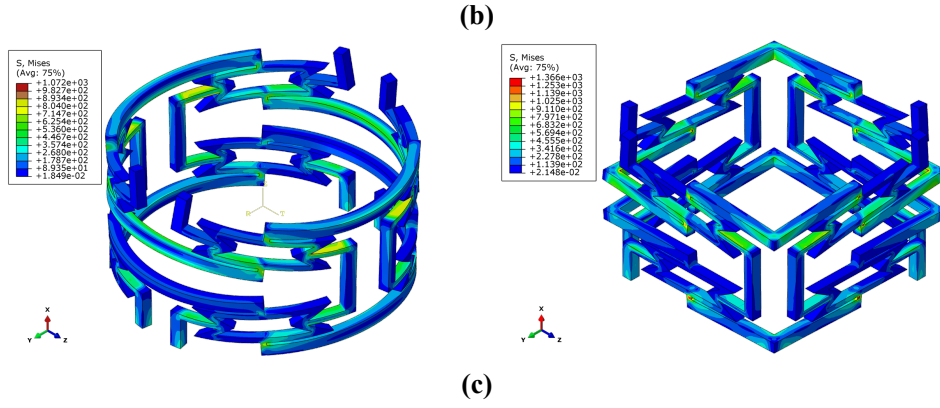 (b)
S, Mises
(Avg: 75%)
+1.072e+03
+9.827e+02
+8.934e+02
+8.040e+02
+7.147e+02
+6.254e+02
+5.360e+02
+4.467e+02
+3.574e+02
+2.680e+02
+1.787e+02
+8.935e+01
+1.849e-02
R
T
X
Y
Z
S, Mises
(Avg: 75%)
+1.366e+03
+1.253e+03
+1.139e+03
+1.025e+03
+9.110e+02
+7.971e+02
+6.832e+02
+5.694e+02
+4.555e+02
+3.416e+02
+2.278e+02
+1.139e+02
+2.148e-02
X
Y
Z
(c)